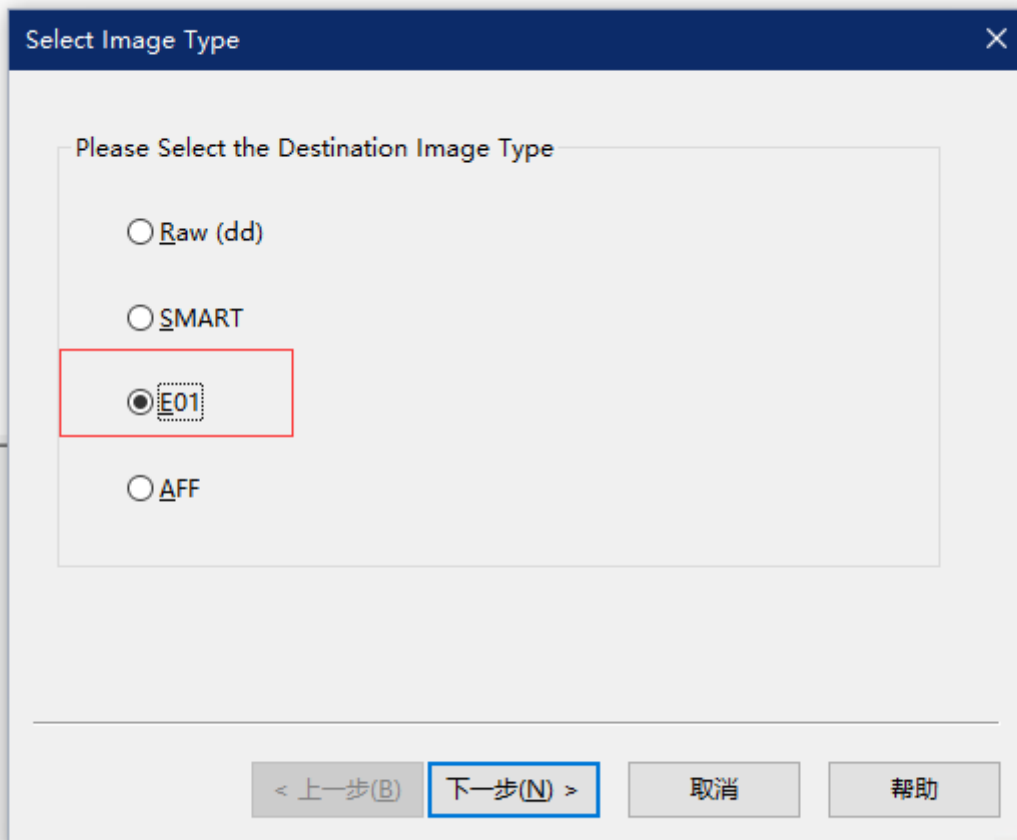 Select Image Type
Please Select the Destination Image Type
Raw (dd)
SMART
E01
AFF
< 上一步(B) 下一步(N) > 取消 帮助